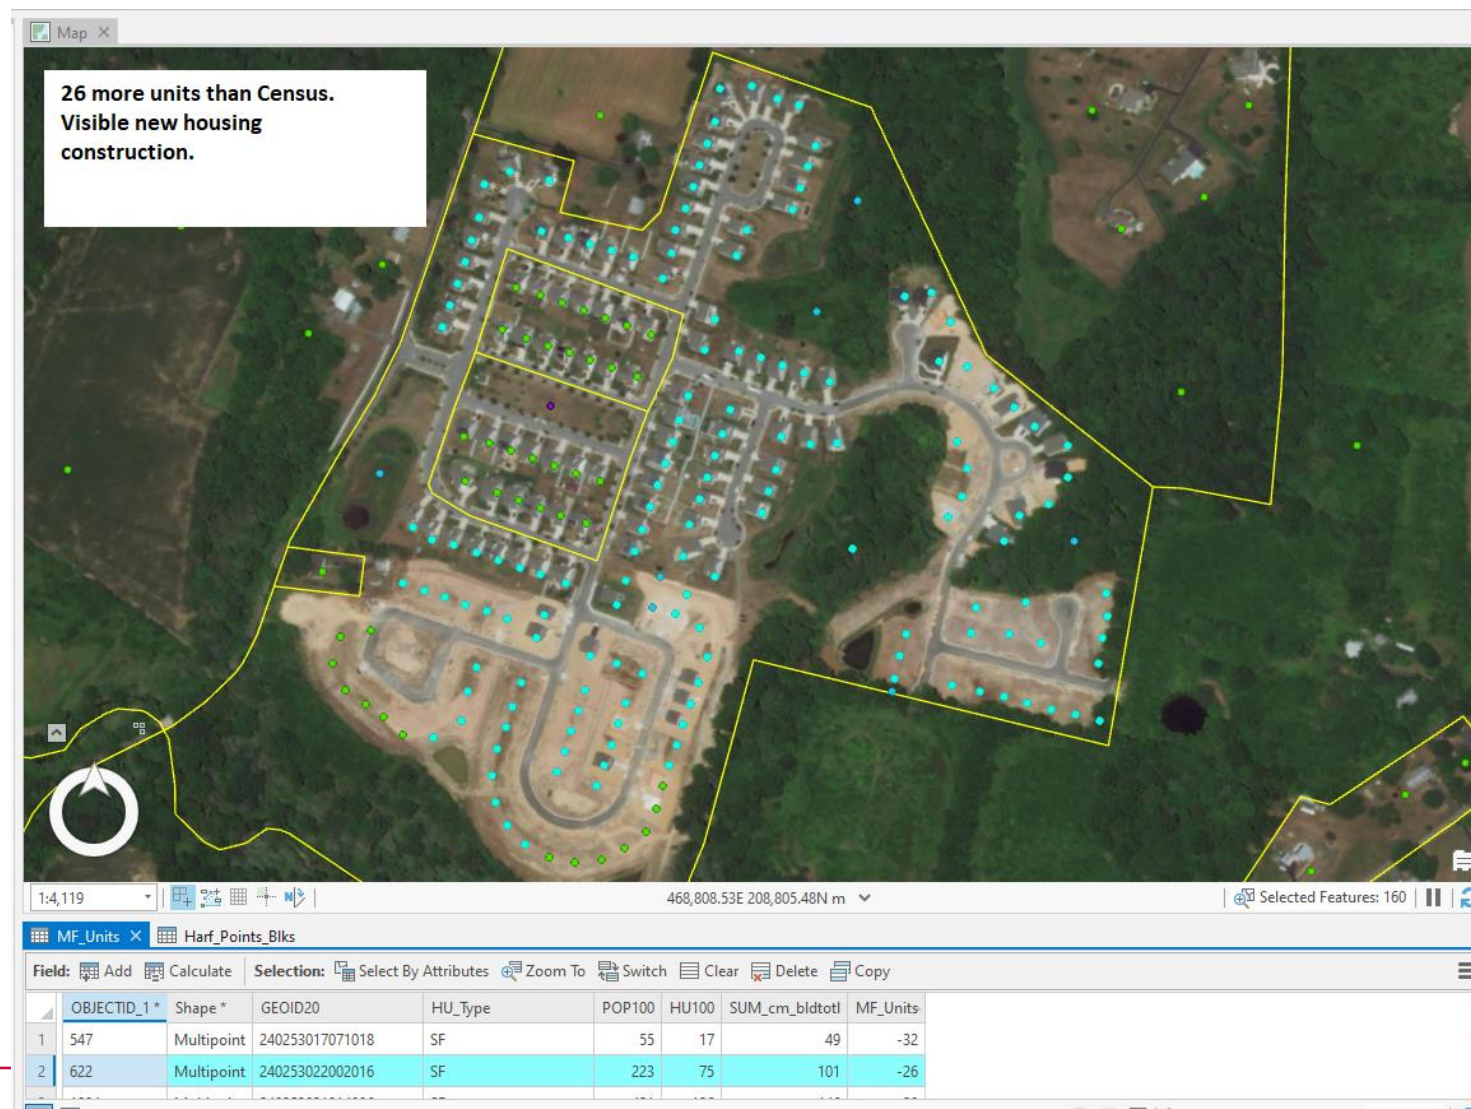 Map
26 more units than Census.
Visible new housing
construction.
1:4,119
468,808.53E 208,805.48N m
Selected Features: 160
MF_Units
Harf_Points_Blks
Field: Add Calculate Selection: Select By Attributes Zoom To Switch Clear Delete Copy
OBJECTID_1 * Shape * GEOID20 HU_Type POP100 HU100 SUM_cm_bldtotl MF_Units
1 547 Multipoint 240253017071018 SF 55 17 49 -32
2 622 Multipoint 240253022002016 SF 223 75 101 -26